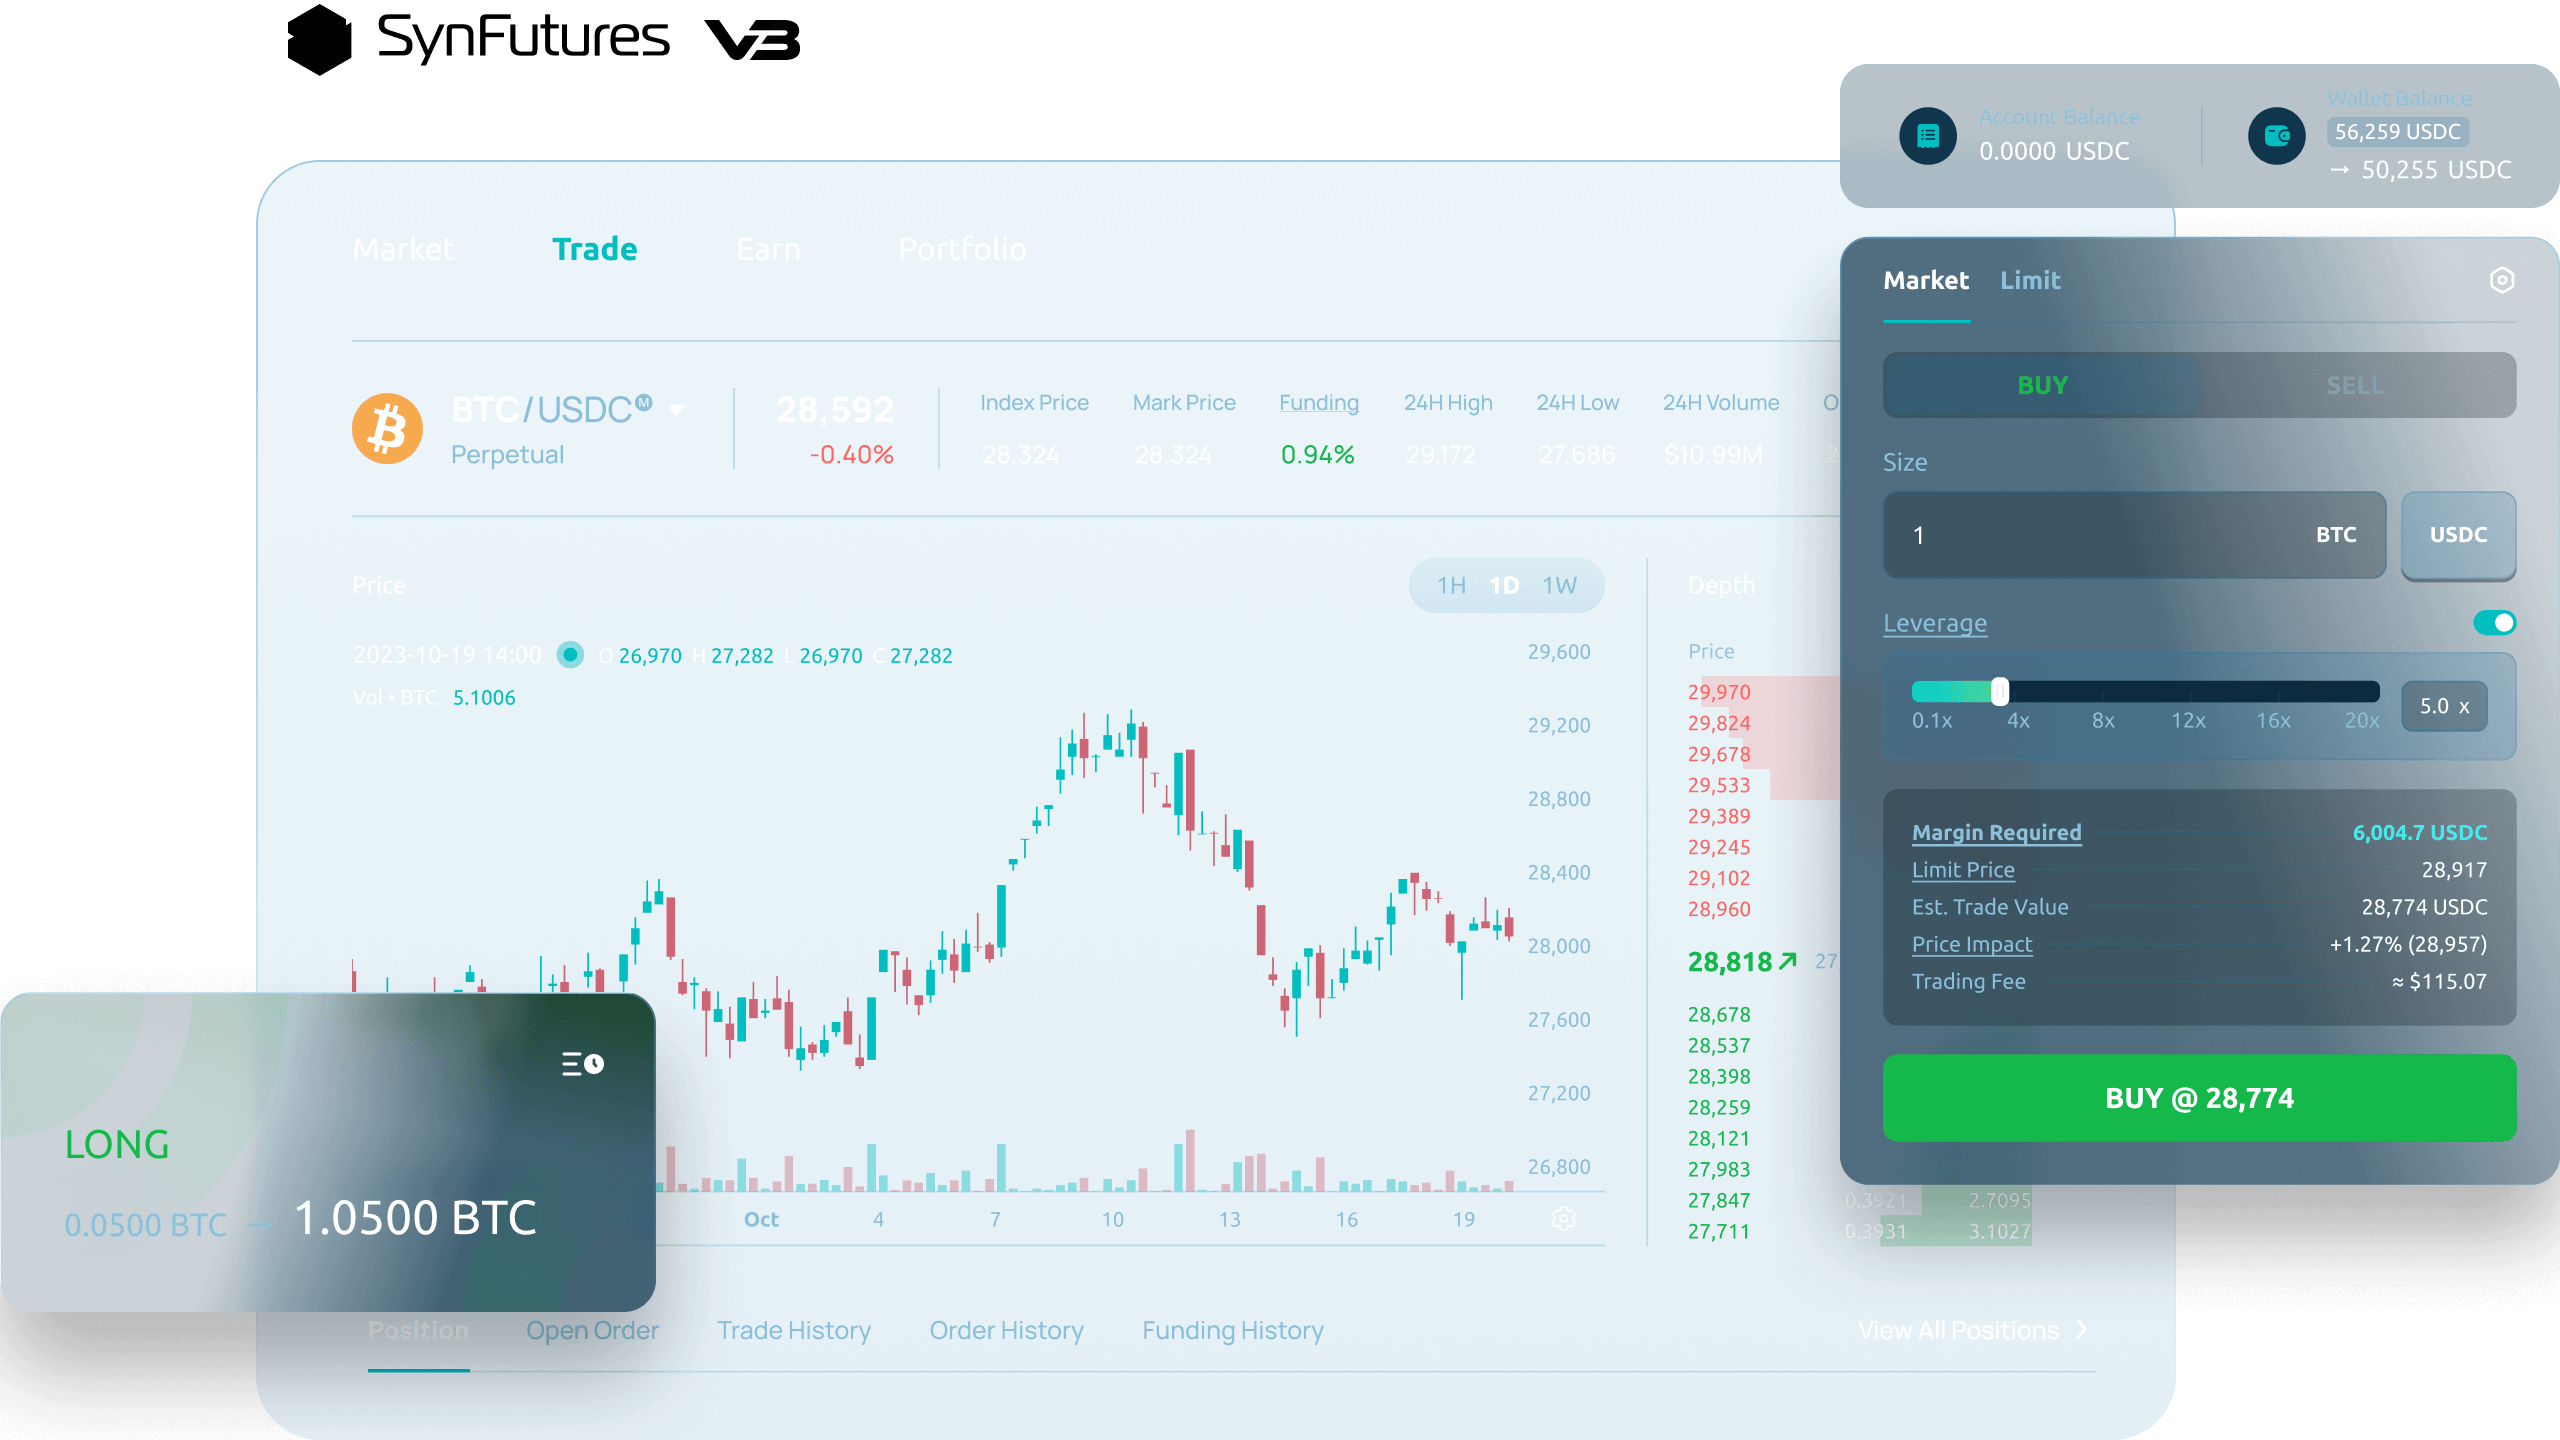 SynFutures V3
Account Balance
0.0000 USDC
Wallet Balance
56,259 USDC
→ 50,255 USDC
Market Trade Earn Portfolio
BTC/USDC M
Perpetual
28,592
-0.40%
Index Price Mark Price Funding 24H High 24H Low 24H Volume
28,324 28,324 0.94% 29,172 27,686 $10.99M
Price
1H 1D 1W
2023-10-19 14:00 O 26,970 H 27,282 L 26,970 C 27,282
Vol • BTC 5.1006
29,600
29,200
28,800
28,400
28,000
27,600
27,200
26,800
Oct 4 7 10 13 16 19
Depth
Price
29,970
29,824
29,678
29,533
29,389
29,245
29,102
28,960
28,818
28,678
28,537
28,398
28,259
28,121
27,983
27,847 0.3921 2.7095
27,711 0.3931 3.1027
Market Limit
BUY SELL
Size
1 BTC USDC
Leverage
0.1x 4x 8x 12x 16x 20x
5.0 x
Margin Required 6,004.7 USDC
Limit Price 28,917
Est. Trade Value 28,774 USDC
Price Impact +1.27% (28,957)
Trading Fee ≈ $115.07
BUY @ 28,774
LONG
0.0500 BTC → 1.0500 BTC
Position Open Order Trade History Order History Funding History
View All Positions